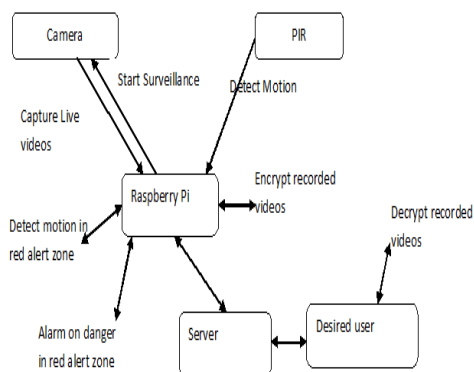 Camera
PIR
Start Surveillance
Detect Motion
Capture Live
videos
Raspberry Pi
Encrypt recorded
videos
Decrypt recorded
videos
Detect motion in
red alert zone
Alarm on danger
in red alert zone
Server
Desired user